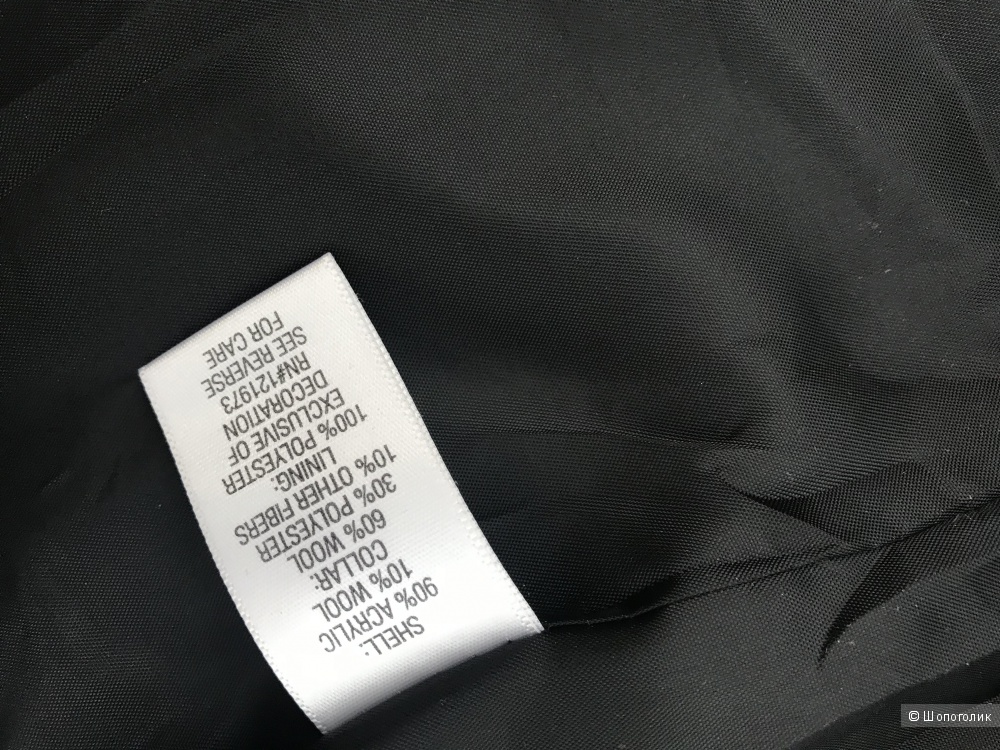 SHELL:
90% ACRYLIC
10% WOOL
COLLAR:
60% WOOL
30% POLYESTER
10% OTHER FIBERS
LINING:
100% POLYESTER
EXCLUSIVE OF
DECORATION
RN#121973
SEE REVERSE
FOR CARE
© Шопоголик